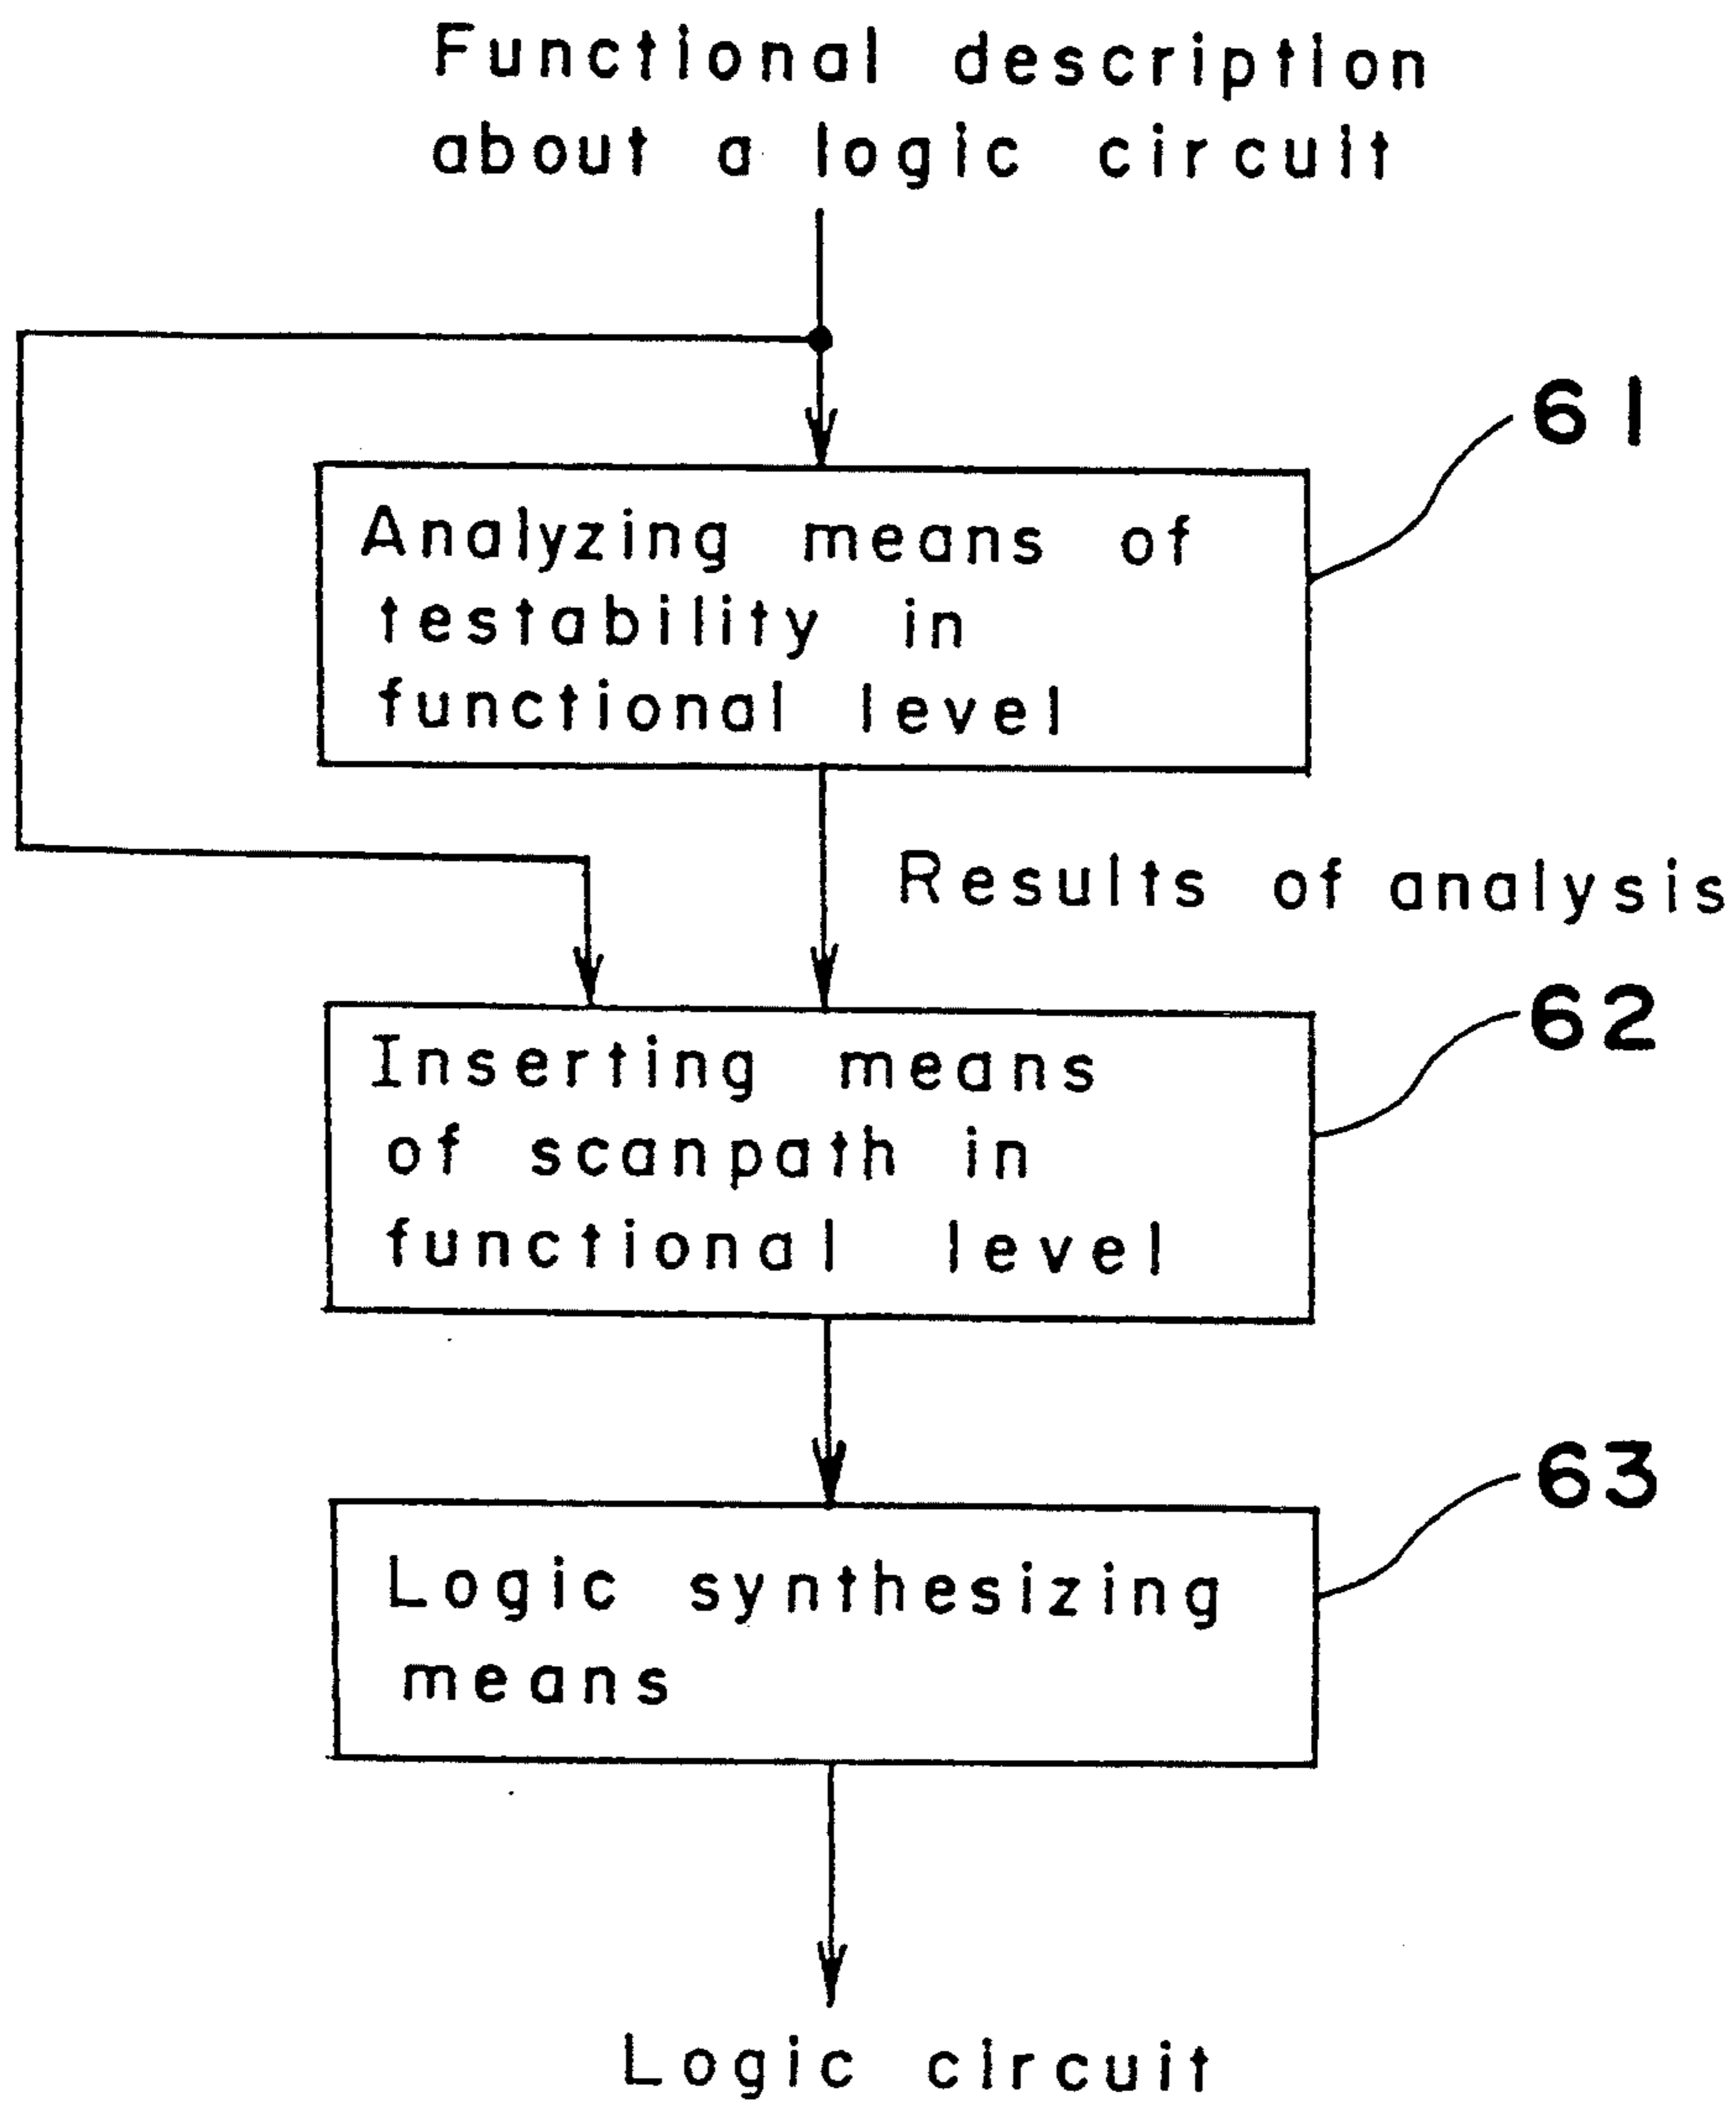 Functional description
about a logic circuit
61
Analyzing means of
testability in
functional level
Results of analysis
62
Inserting means
of scanpath in
functional level
63
Logic synthesizing
means
Logic circuit